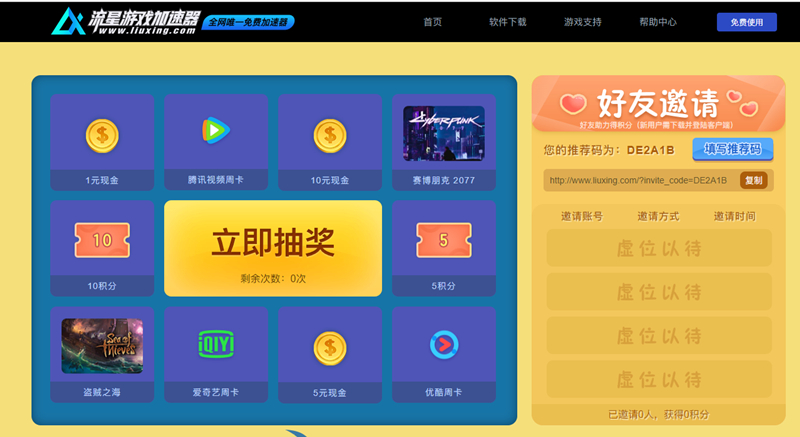 流星游戏加速器
www.liuxing.com
全网唯一免费加速器
首页
软件下载
游戏支持
帮助中心
免费使用
1元现金
腾讯视频周卡
10元现金
CYBERPUNK
赛博朋克 2077
10
10积分
立即抽奖
剩余次数：0次
5
5积分
Sea of
Thieves
盗贼之海
iQIYI
爱奇艺周卡
5元现金
优酷周卡
好友邀请
好友助力得积分（新用户需下载并登陆客户端）
您的推荐码为：DE2A1B
填写推荐码
http://www.liuxing.com/?invite_code=DE2A1B
复制
邀请账号 邀请方式 邀请时间
虚位以待
虚位以待
虚位以待
虚位以待
已邀请0人，获得0积分